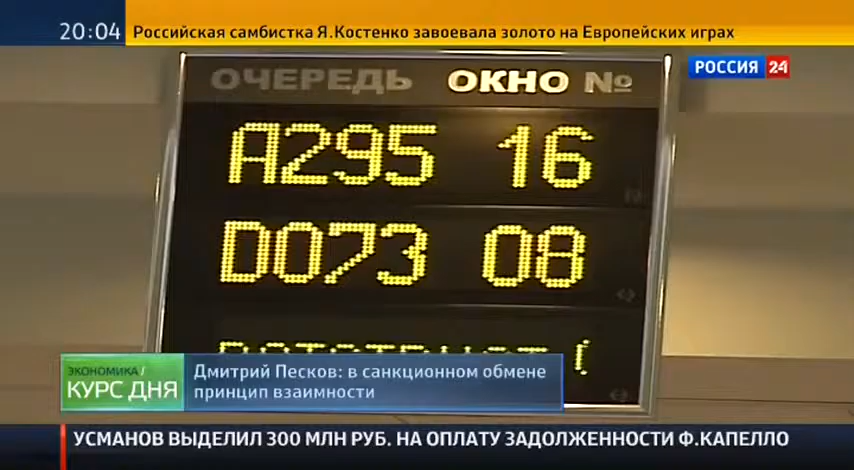 20:04
Российская самбистка Я.Костенко завоевала золото на Европейских играх
РОССИЯ 24
ОЧЕРЕДЬ ОКНО №
A295 16
D073 08
ЭКОНОМИКА /
КУРС ДНЯ
Дмитрий Песков: в санкционном обмене
принцип взаимности
УСМАНОВ ВЫДЕЛИЛ 300 МЛН РУБ. НА ОПЛАТУ ЗАДОЛЖЕННОСТИ Ф.КАПЕЛЛО